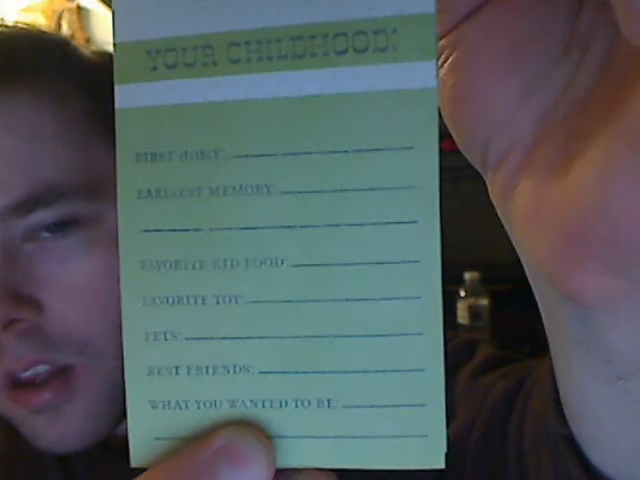 YOUR CHILDHOOD:
FIRST HOME:
EARLIEST MEMORY:
FAVORITE KID FOOD:
FAVORITE TOY:
PETS:
BEST FRIENDS:
WHAT YOU WANTED TO BE: